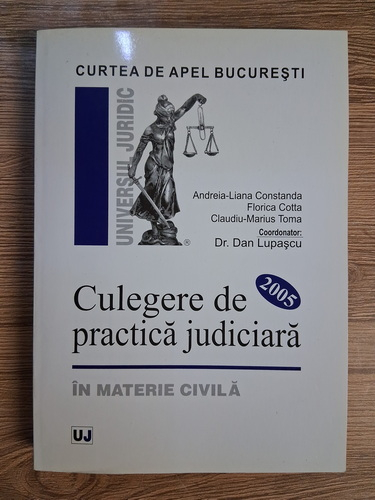 CURTEA DE APEL BUCUREŞTI
UNIVERSUL JURIDIC
®
Andreia-Liana Constanda
Florica Cotta
Claudiu-Marius Toma
Coordonator:
Dr. Dan Lupaşcu
2005
Culegere de
practică judiciară
ÎN MATERIE CIVILĂ
UJ